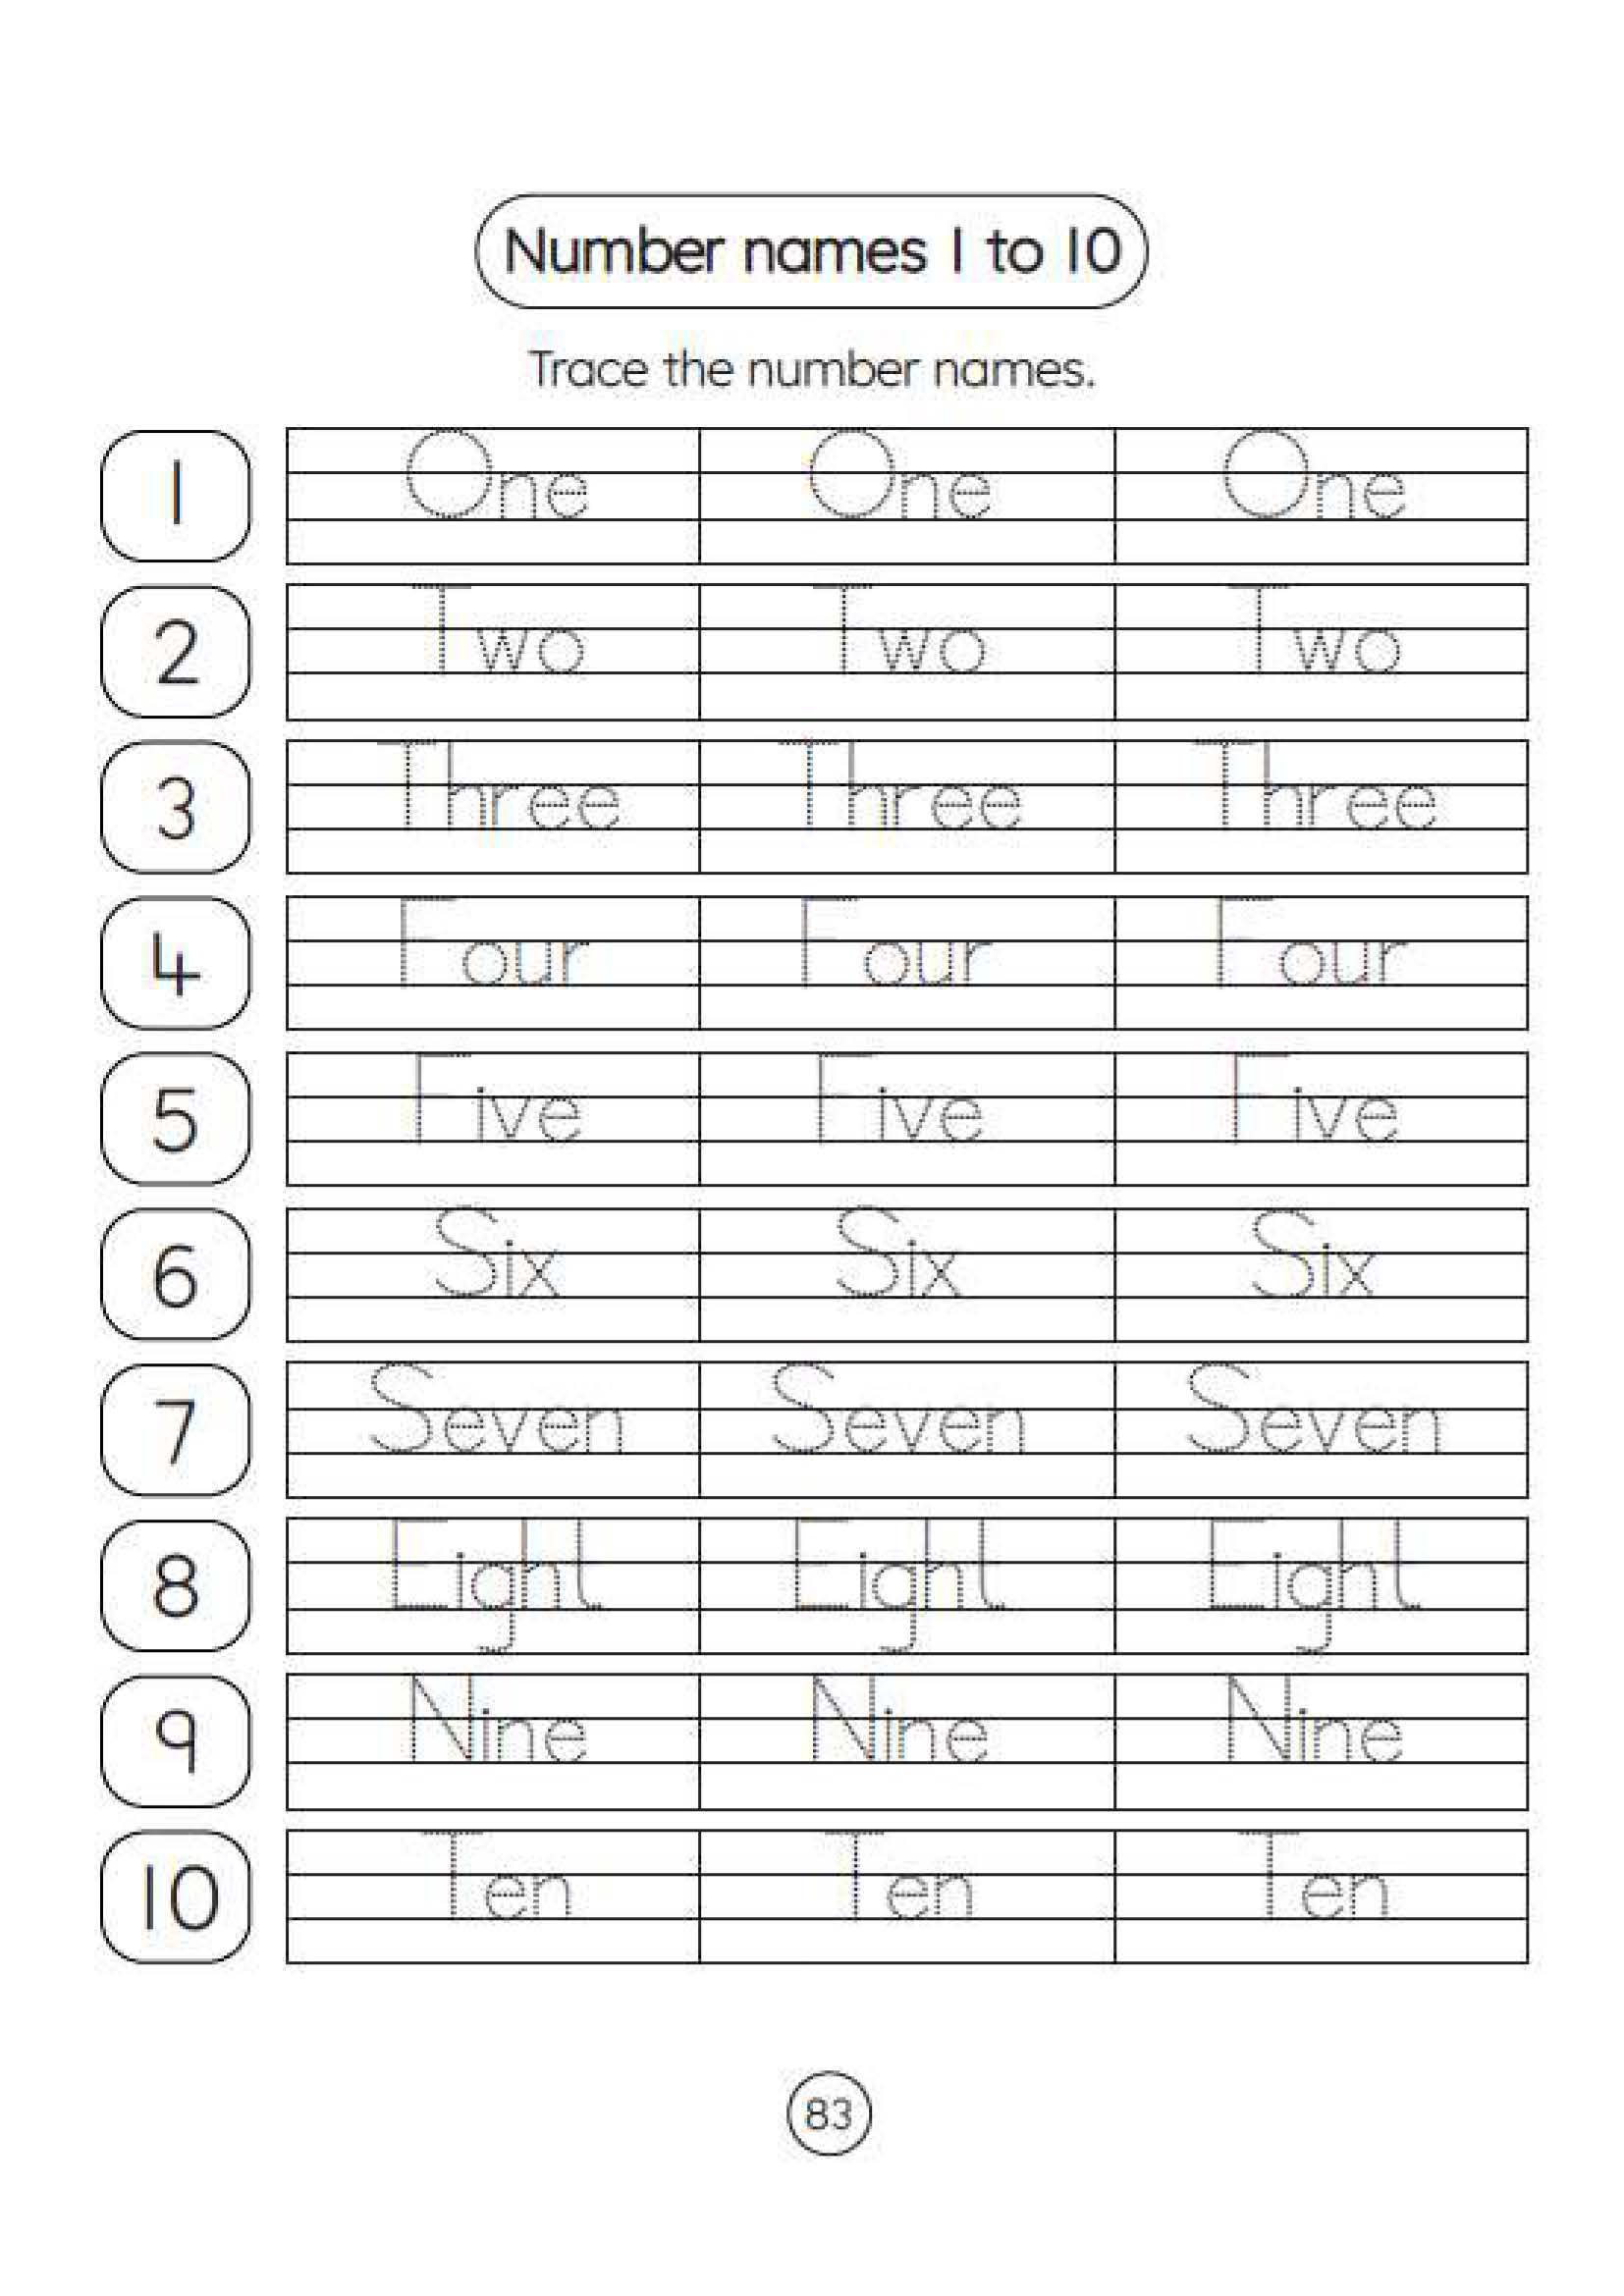 Number names 1 to 10
Trace the number names.
1 One One One
2 Two Two Two
3 Three Three Three
4 Four Four Four
5 Five Five Five
6 Six Six Six
7 Seven Seven Seven
8 Eight Eight Eight
9 Nine Nine Nine
10 Ten Ten Ten
83